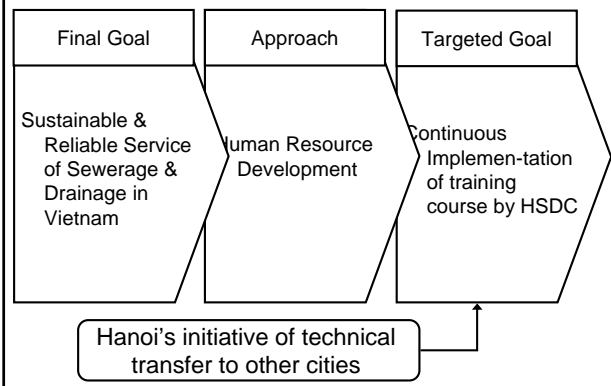 Final Goal
Approach
Targeted Goal
Sustainable &
Reliable Service
of Sewerage &
Drainage in
Vietnam
Human Resource
Development
Continuous
Implemen-tation
of training
course by HSDC
Hanoi's initiative of technical
transfer to other cities